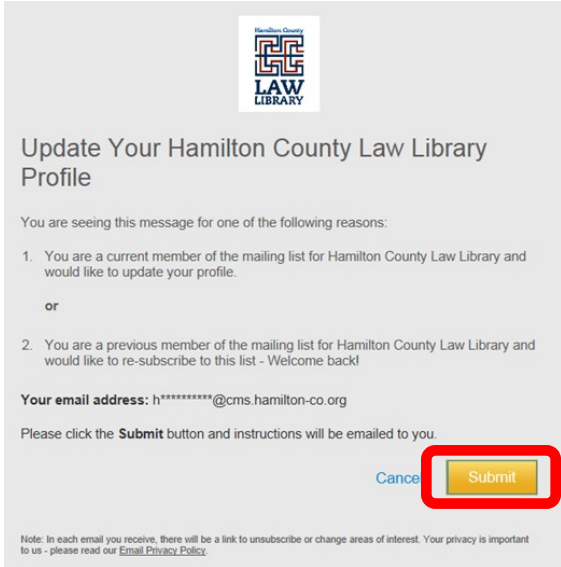 Hamilton County
LAW
LIBRARY
Update Your Hamilton County Law Library
Profile
You are seeing this message for one of the following reasons:
1. You are a current member of the mailing list for Hamilton County Law Library and
would like to update your profile.
or
2. You are a previous member of the mailing list for Hamilton County Law Library and
would like to re-subscribe to this list - Welcome back!
Your email address: h**********@cms.hamilton-co.org
Please click the Submit button and instructions will be emailed to you.
Cance Submit
Note: In each email you receive, there will be a link to unsubscribe or change areas of interest. Your privacy is important
to us - please read our Email Privacy Policy.